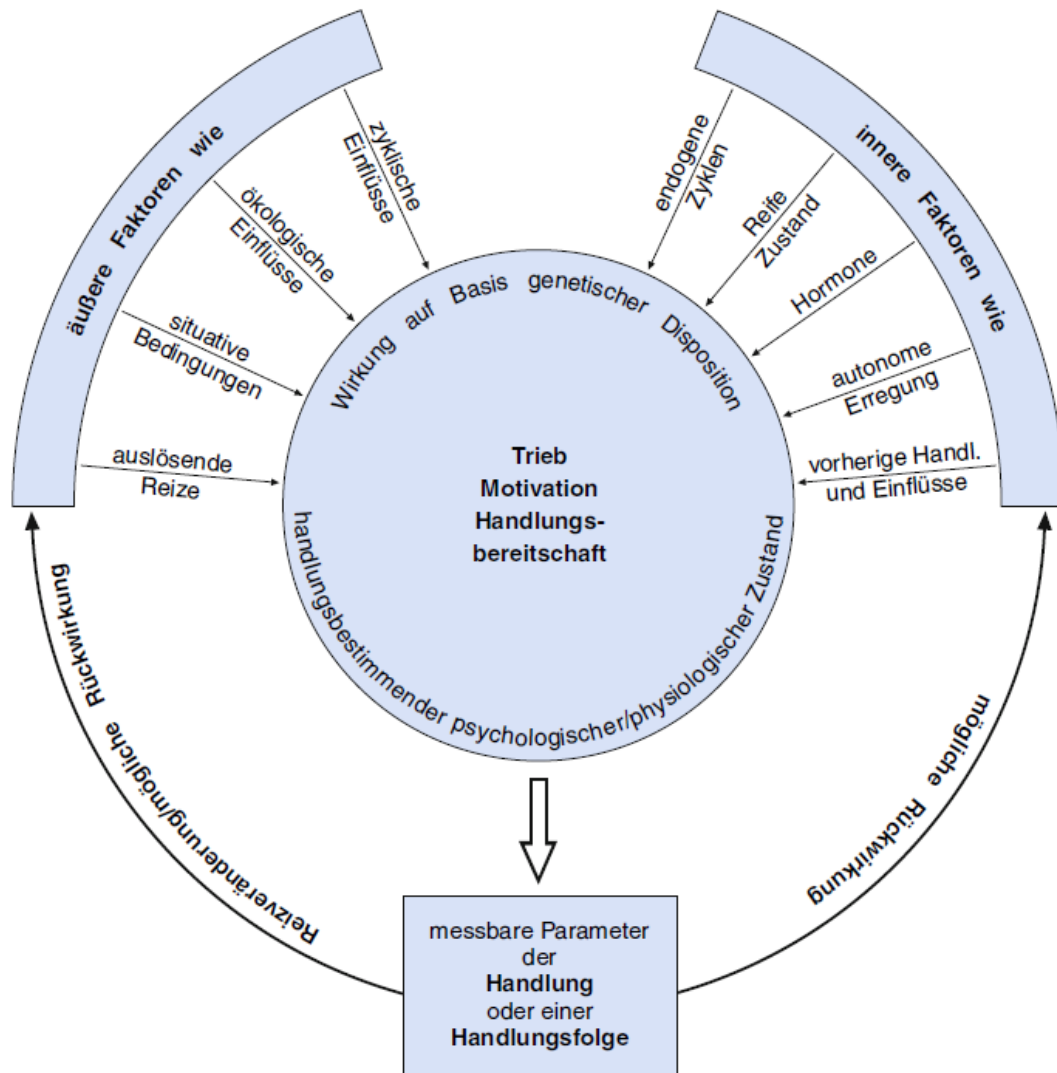 äußere Faktoren wie
zyklische
Einflüsse
ökologische
Einflüsse
situative
Bedingungen
auslösende
Reize
innere Faktoren wie
endogene
Zyklen
Reife
Zustand
Hormone
autonome
Erregung
vorherige Handl.
und Einflüsse
Wirkung auf Basis genetischer Disposition
Trieb
Motivation
Handlungs-
bereitschaft
handlungsbestimmender psychologischer/physiologischer Zustand
Reizveränderung/mögliche Rückwirkung
mögliche Rückwirkung
messbare Parameter
der
Handlung
oder einer
Handlungsfolge